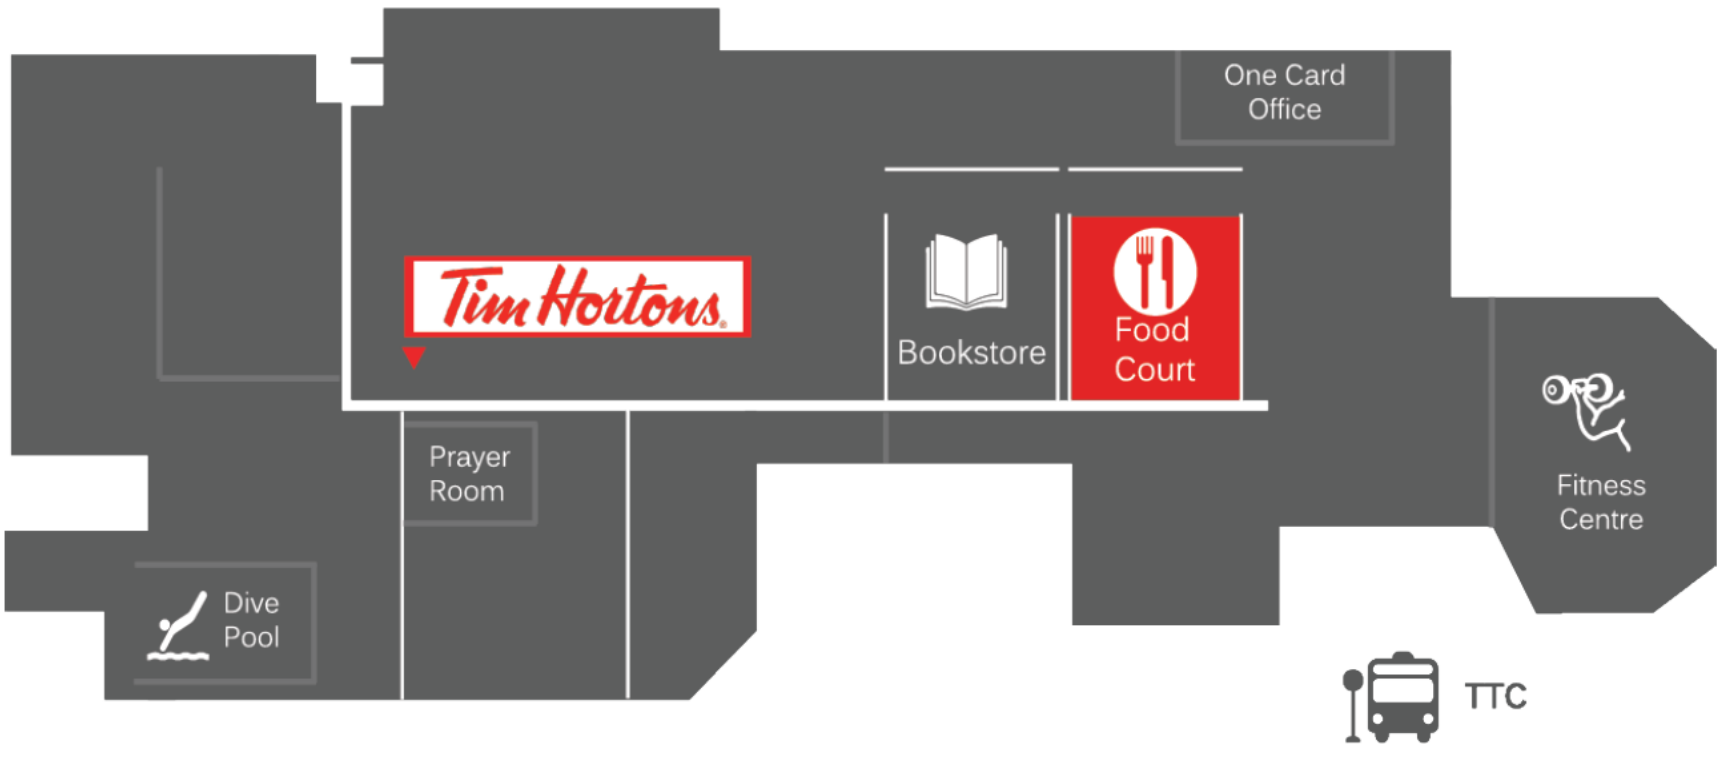 One Card
Office
Tim Hortons®
Bookstore
Food
Court
Prayer
Room
Fitness
Centre
Dive
Pool
TTC